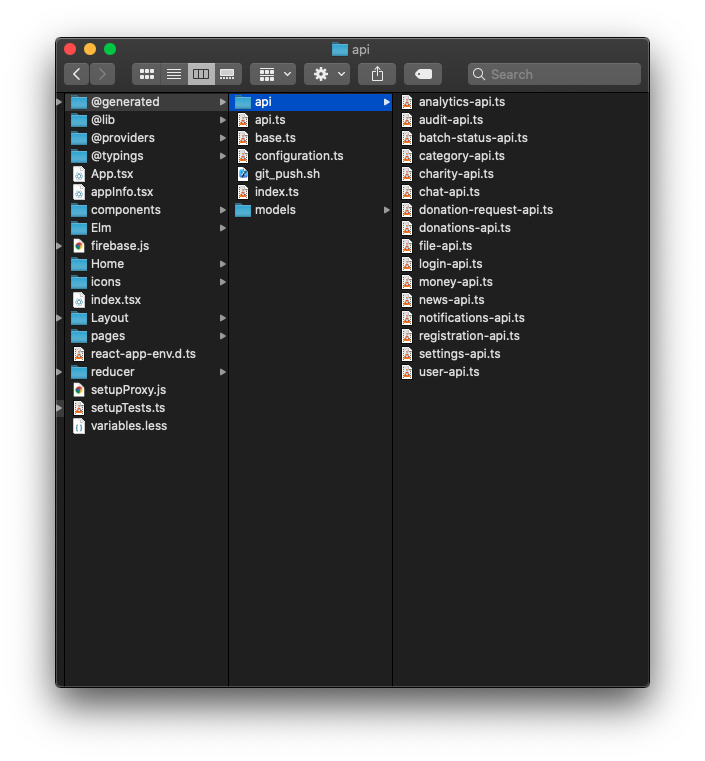 api
Search
@generated
@lib
@providers
@typings
App.tsx
appInfo.tsx
components
Elm
firebase.js
Home
icons
index.tsx
Layout
pages
react-app-env.d.ts
reducer
setupProxy.js
setupTests.ts
variables.less
api
api.ts
base.ts
configuration.ts
git_push.sh
index.ts
models
analytics-api.ts
audit-api.ts
batch-status-api.ts
category-api.ts
charity-api.ts
chat-api.ts
donation-request-api.ts
donations-api.ts
file-api.ts
login-api.ts
money-api.ts
news-api.ts
notifications-api.ts
registration-api.ts
settings-api.ts
user-api.ts